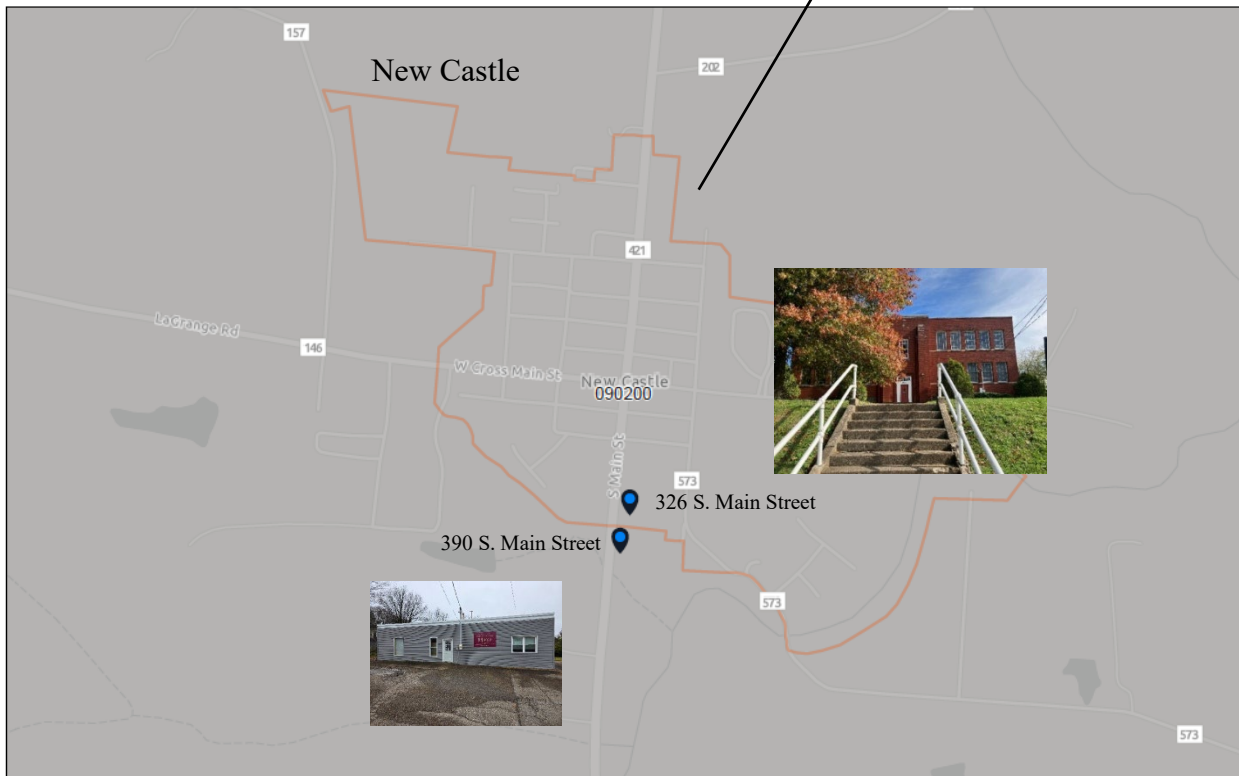 157
New Castle
202
421
LaGrange Rd
146
W Cross Main St
New Castle
090200
S Main St
573
326 S. Main Street
390 S. Main Street
573
573